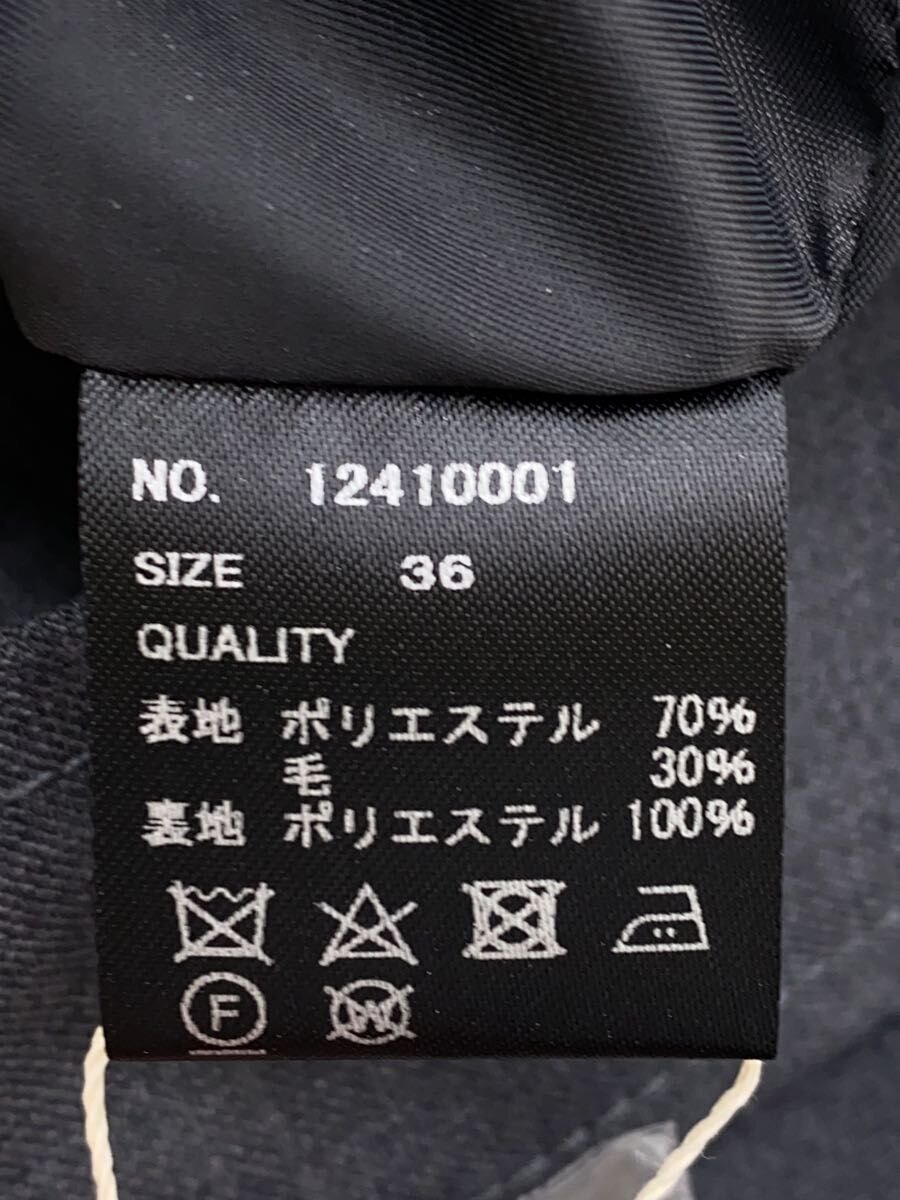 NO. 12410001
SIZE 36
QUALITY
表地 ポリエステル 70%
毛 30%
裏地 ポリエステル 100%
F W